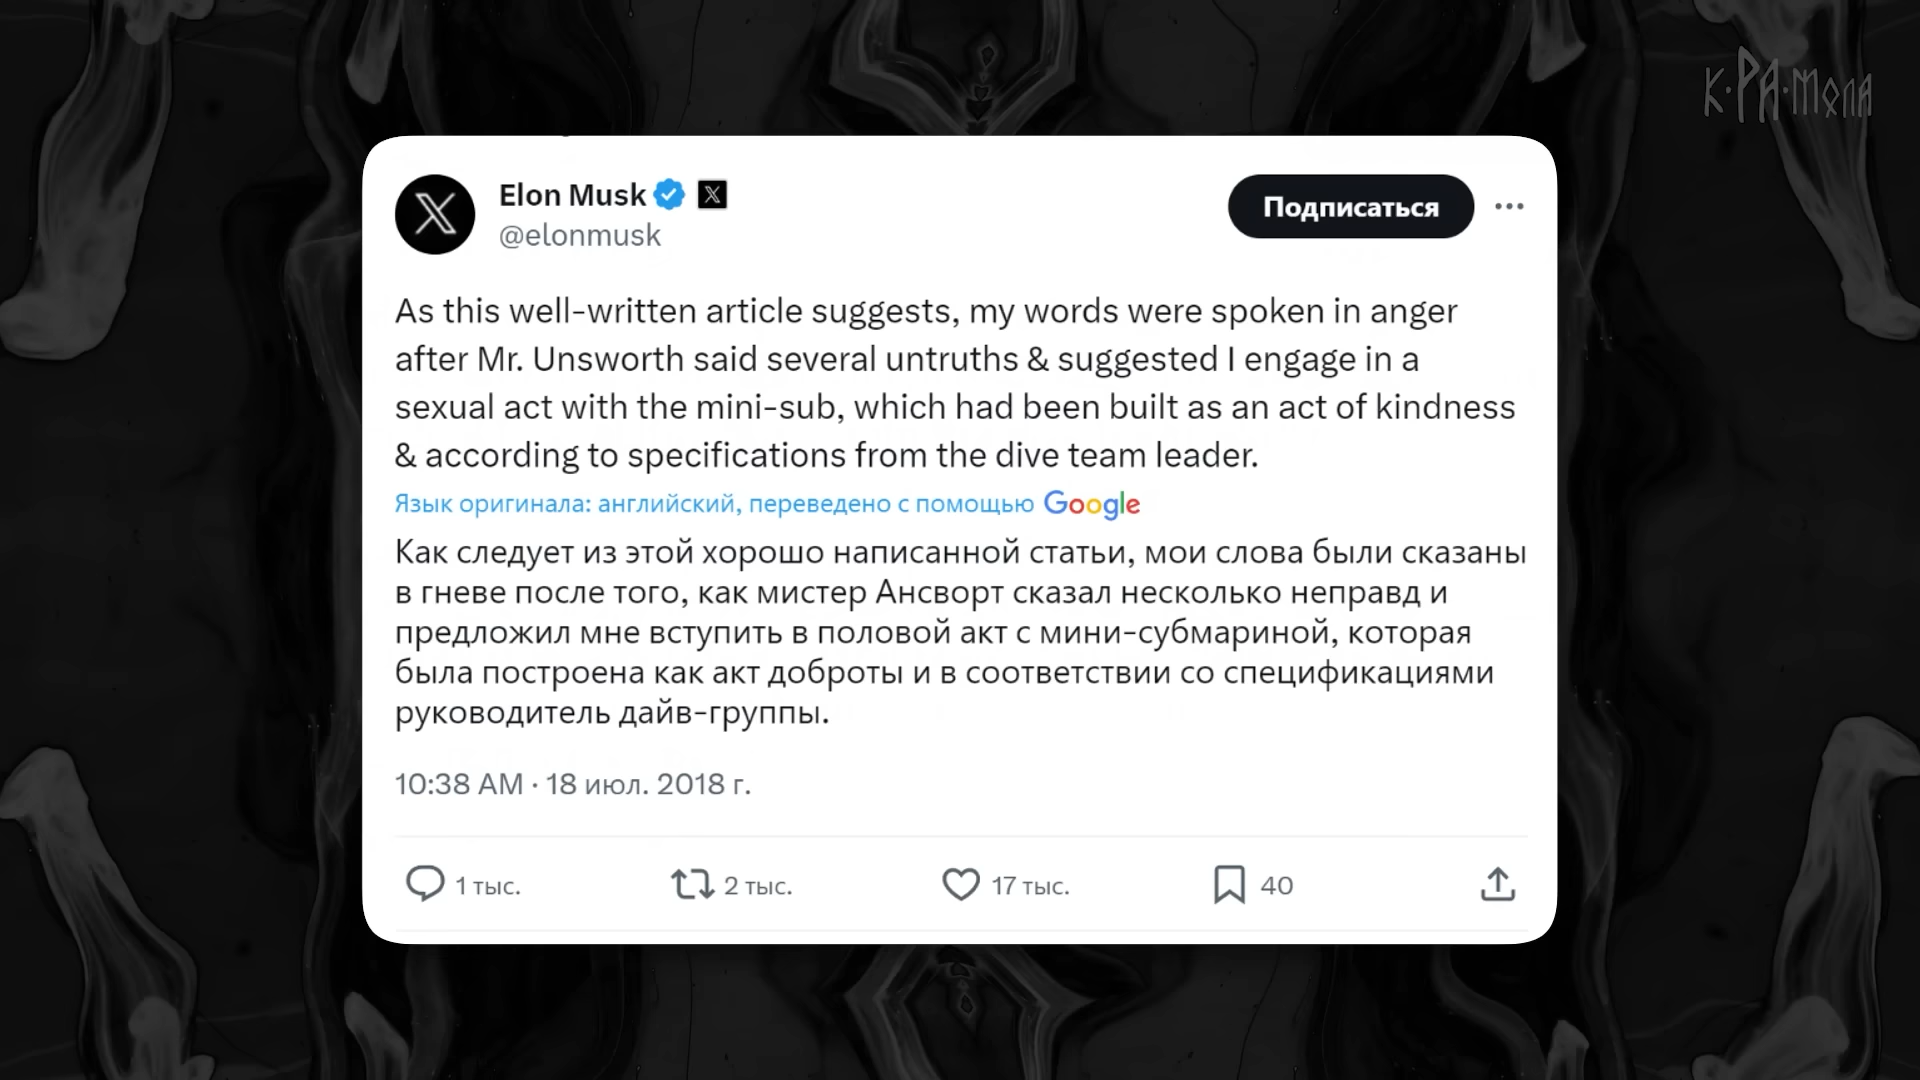 К·РА·МОЛА
Elon Musk
@elonmusk
Подписаться
As this well-written article suggests, my words were spoken in anger
after Mr. Unsworth said several untruths & suggested I engage in a
sexual act with the mini-sub, which had been built as an act of kindness
& according to specifications from the dive team leader.
Язык оригинала: английский, переведено с помощью Google
Как следует из этой хорошо написанной статьи, мои слова были сказаны
в гневе после того, как мистер Ансворт сказал несколько неправд и
предложил мне вступить в половой акт с мини-субмариной, которая
была построена как акт доброты и в соответствии со спецификациями
руководитель дайв-группы.
10:38 AM · 18 июл. 2018 г.
1 тыс. 2 тыс. 17 тыс. 40